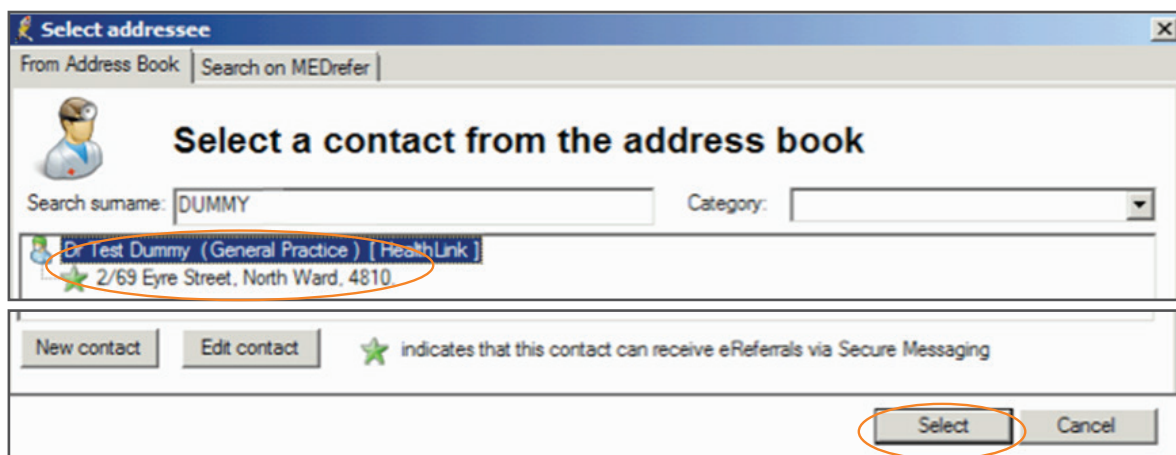 Select addressee
From Address Book Search on MEDrefer
Select a contact from the address book
Search surname: DUMMY Category:
Dr Test Dummy (General Practice ) [ HealthLink ]
2/69 Eyre Street, North Ward, 4810.
New contact Edit contact indicates that this contact can receive eReferrals via Secure Messaging
Select Cancel